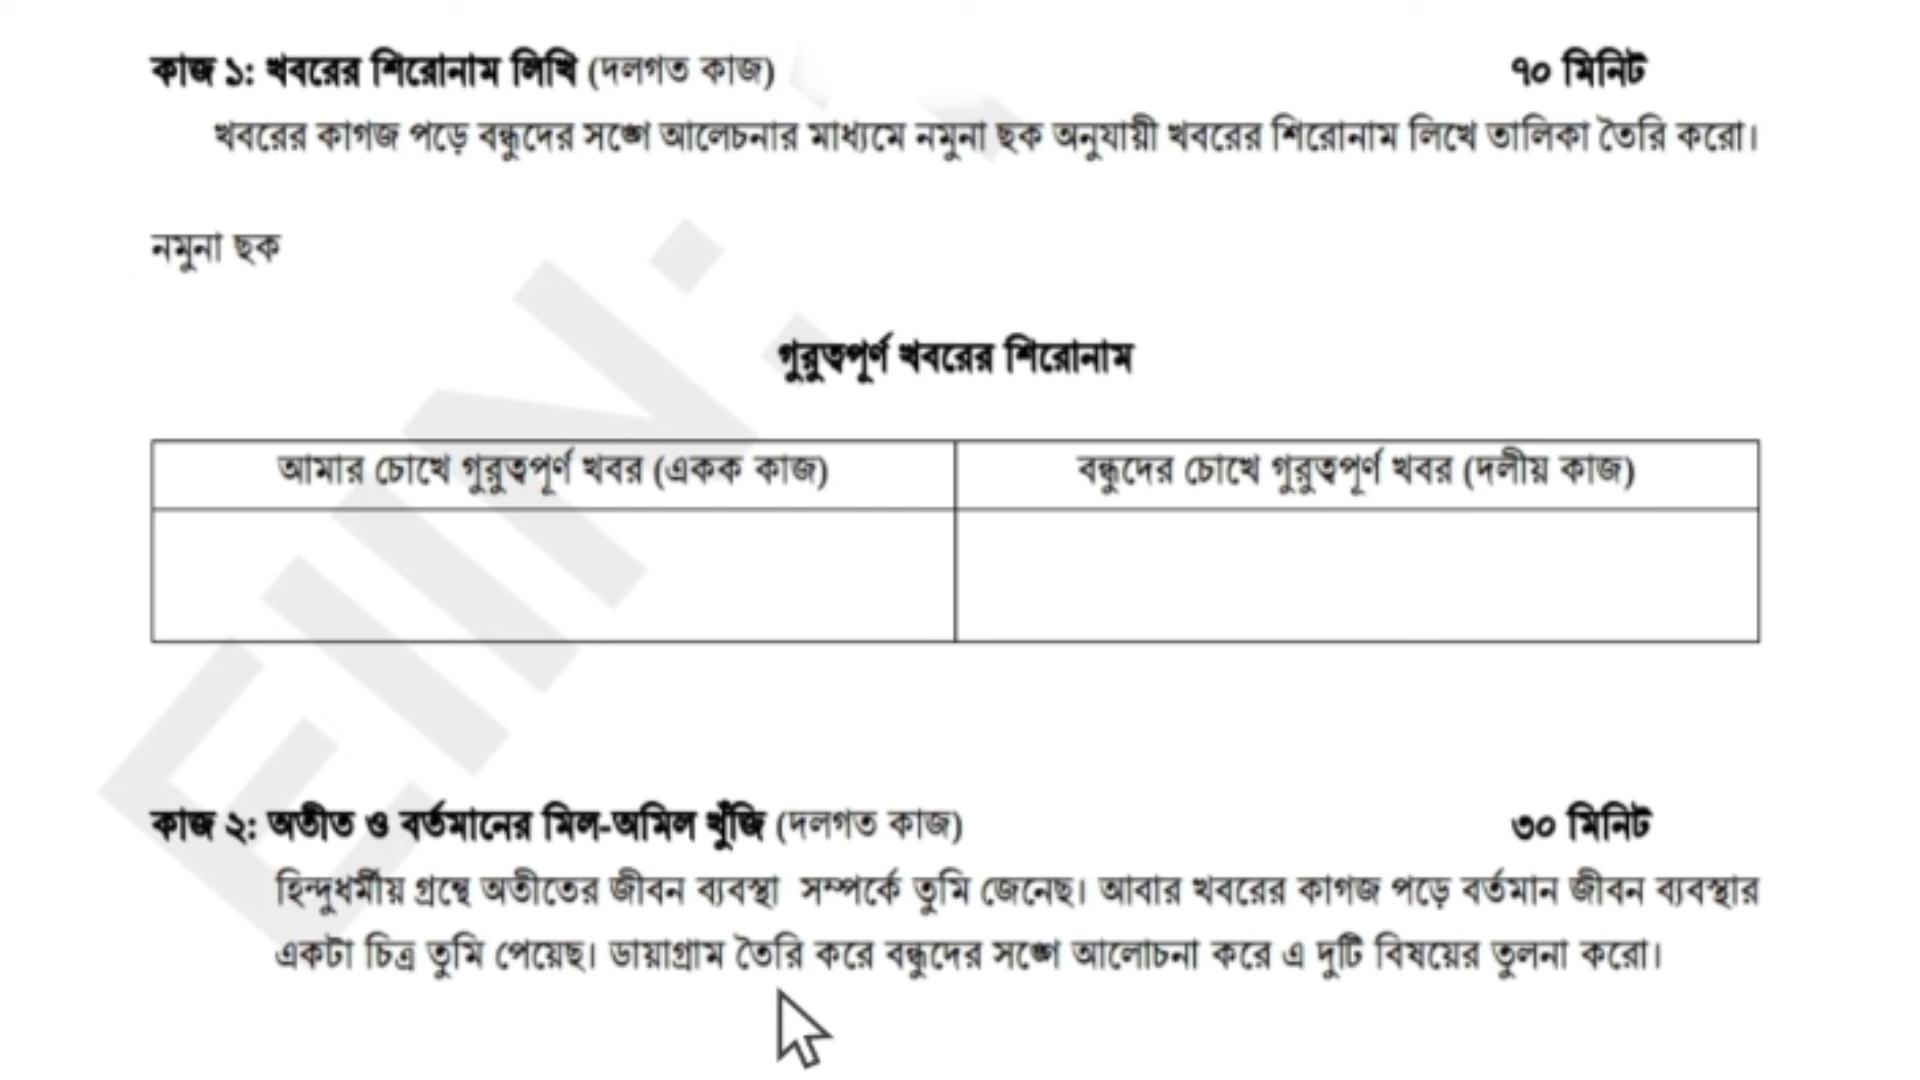 কাজ ১: খবরের শিরোনাম লিখি (দলগত কাজ) ৭০ মিনিট
খবরের কাগজ পড়ে বন্ধুদের সঙ্গে আলেচনার মাধ্যমে নমুনা ছক অনুযায়ী খবরের শিরোনাম লিখে তালিকা তৈরি করো।
নমুনা ছক
গুরুত্বপূর্ণ খবরের শিরোনাম
আমার চোখে গুরুত্বপূর্ণ খবর (একক কাজ) বন্ধুদের চোখে গুরুত্বপূর্ণ খবর (দলীয় কাজ)
কাজ ২: অতীত ও বর্তমানের মিল-অমিল খুঁজি (দলগত কাজ) ৩০ মিনিট
হিন্দুধর্মীয় গ্রন্থে অতীতের জীবন ব্যবস্থা সম্পর্কে তুমি জেনেছ। আবার খবরের কাগজ পড়ে বর্তমান জীবন ব্যবস্থার
একটা চিত্র তুমি পেয়েছ। ডায়াগ্রাম তৈরি করে বন্ধুদের সঙ্গে আলোচনা করে এ দুটি বিষয়ের তুলনা করো।
EIIN: